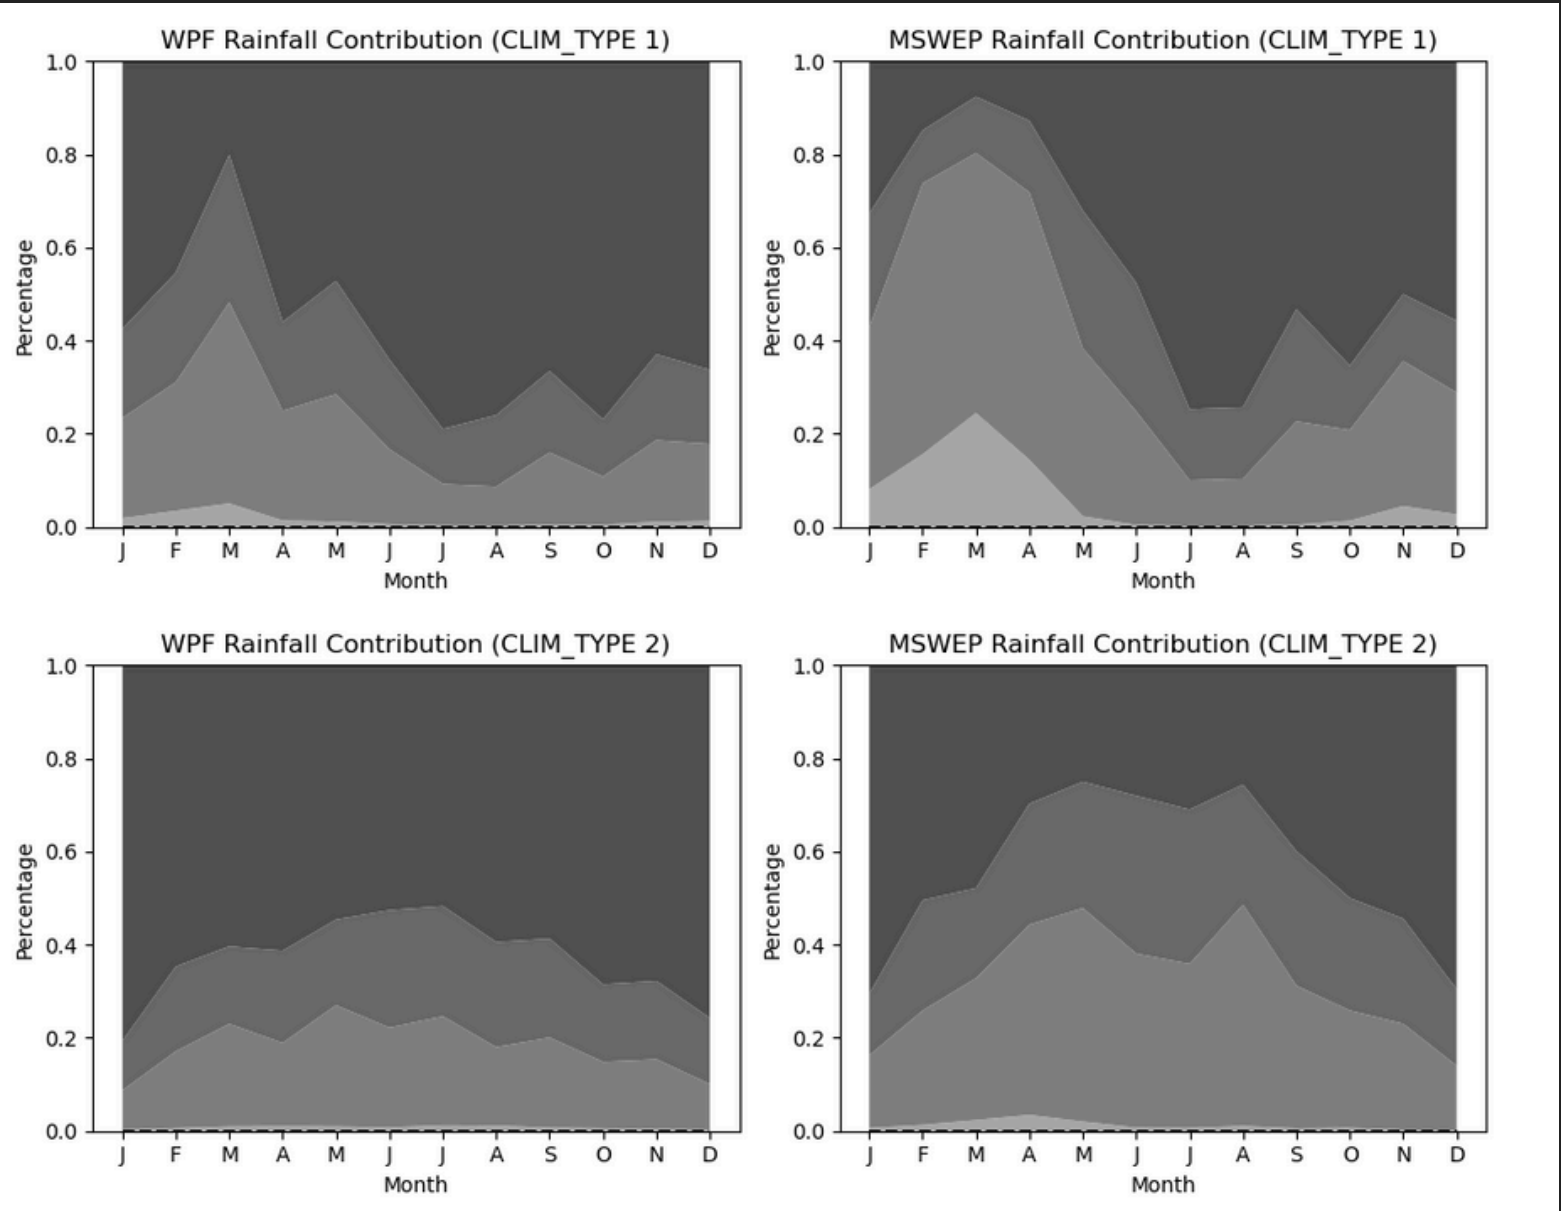 WPF Rainfall Contribution (CLIM_TYPE 1)
1.0
0.8
0.6
0.4
0.2
0.0
Percentage
J F M A M J J A S O N D
Month
MSWEP Rainfall Contribution (CLIM_TYPE 1)
1.0
0.8
0.6
0.4
0.2
0.0
Percentage
J F M A M J J A S O N D
Month
WPF Rainfall Contribution (CLIM_TYPE 2)
1.0
0.8
0.6
0.4
0.2
0.0
Percentage
J F M A M J J A S O N D
Month
MSWEP Rainfall Contribution (CLIM_TYPE 2)
1.0
0.8
0.6
0.4
0.2
0.0
Percentage
J F M A M J J A S O N D
Month